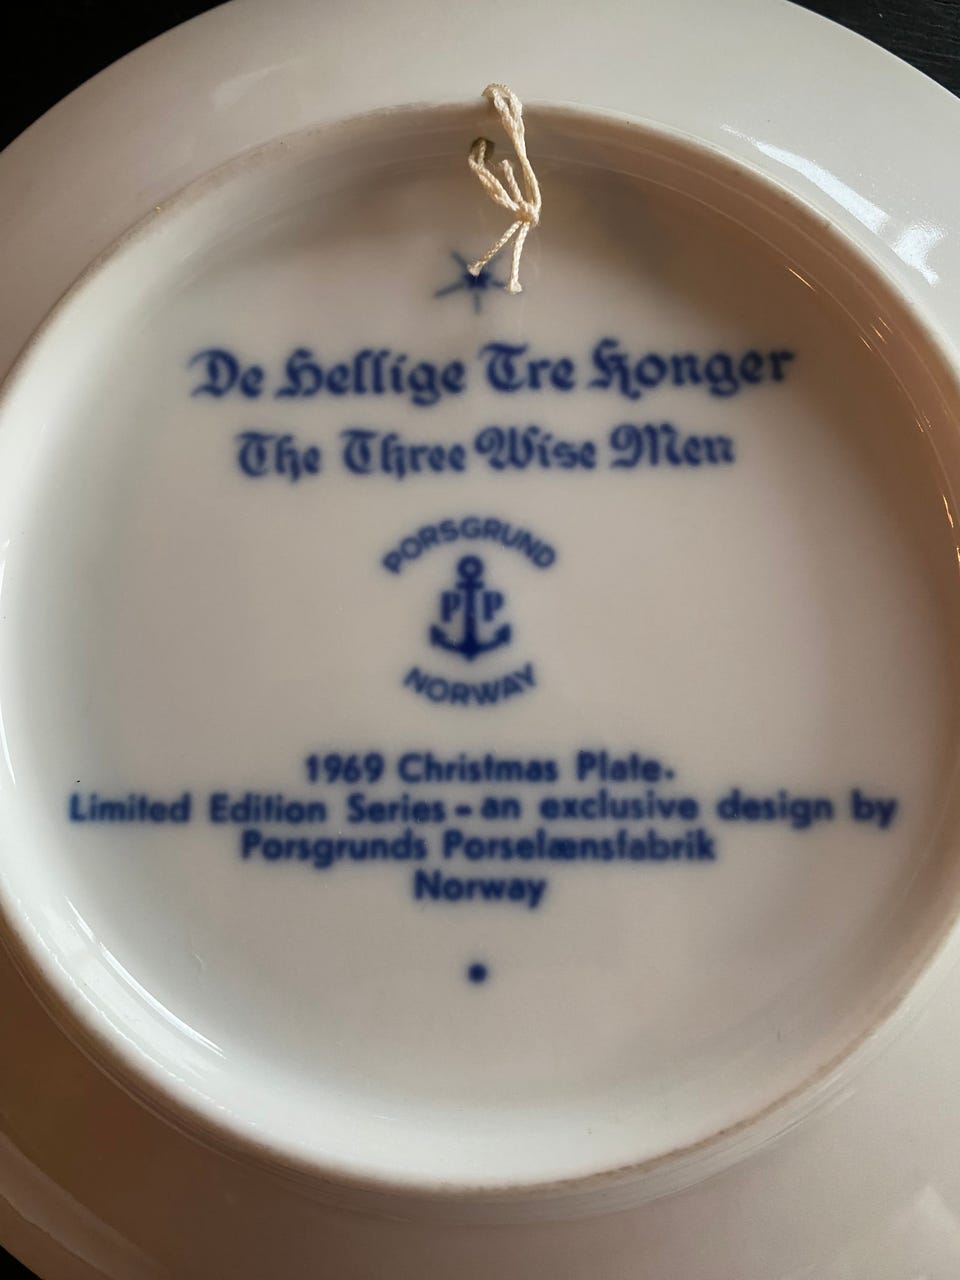 De Hellige Tre Konger
The Three Wise Men
PORSGRUND
P P
NORWAY
1969 Christmas Plate.
Limited Edition Series - an exclusive design by
Porsgrunds Porselænsfabrik
Norway